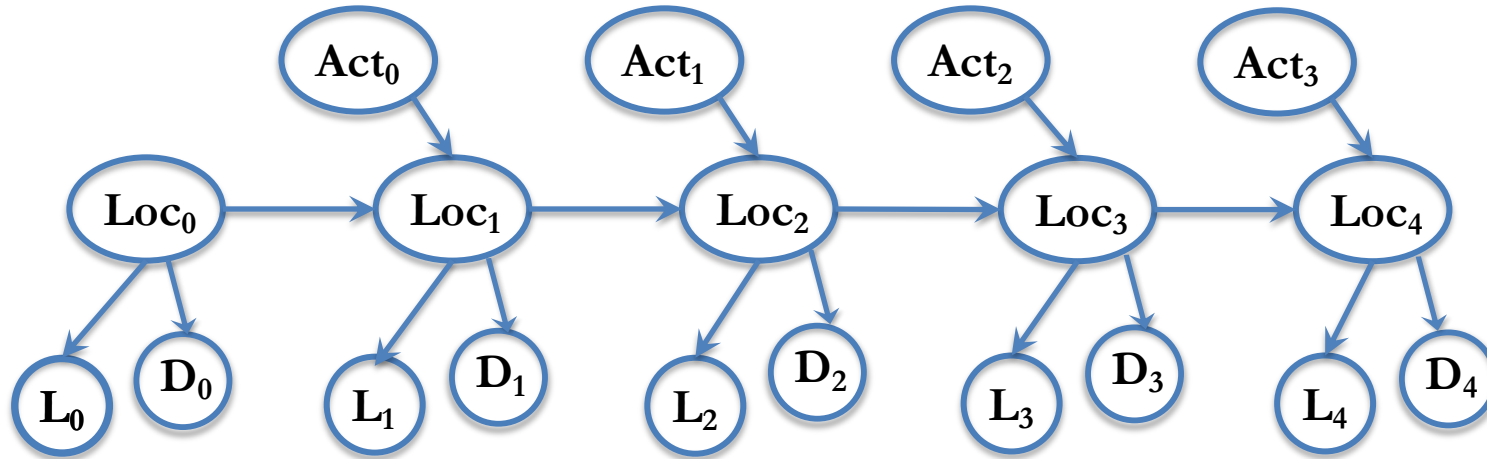 Act₀ Act₁ Act₂ Act₃
Loc₀ Loc₁ Loc₂ Loc₃ Loc₄
L₀ D₀ L₁ D₁ L₂ D₂ L₃ D₃ L₄ D₄